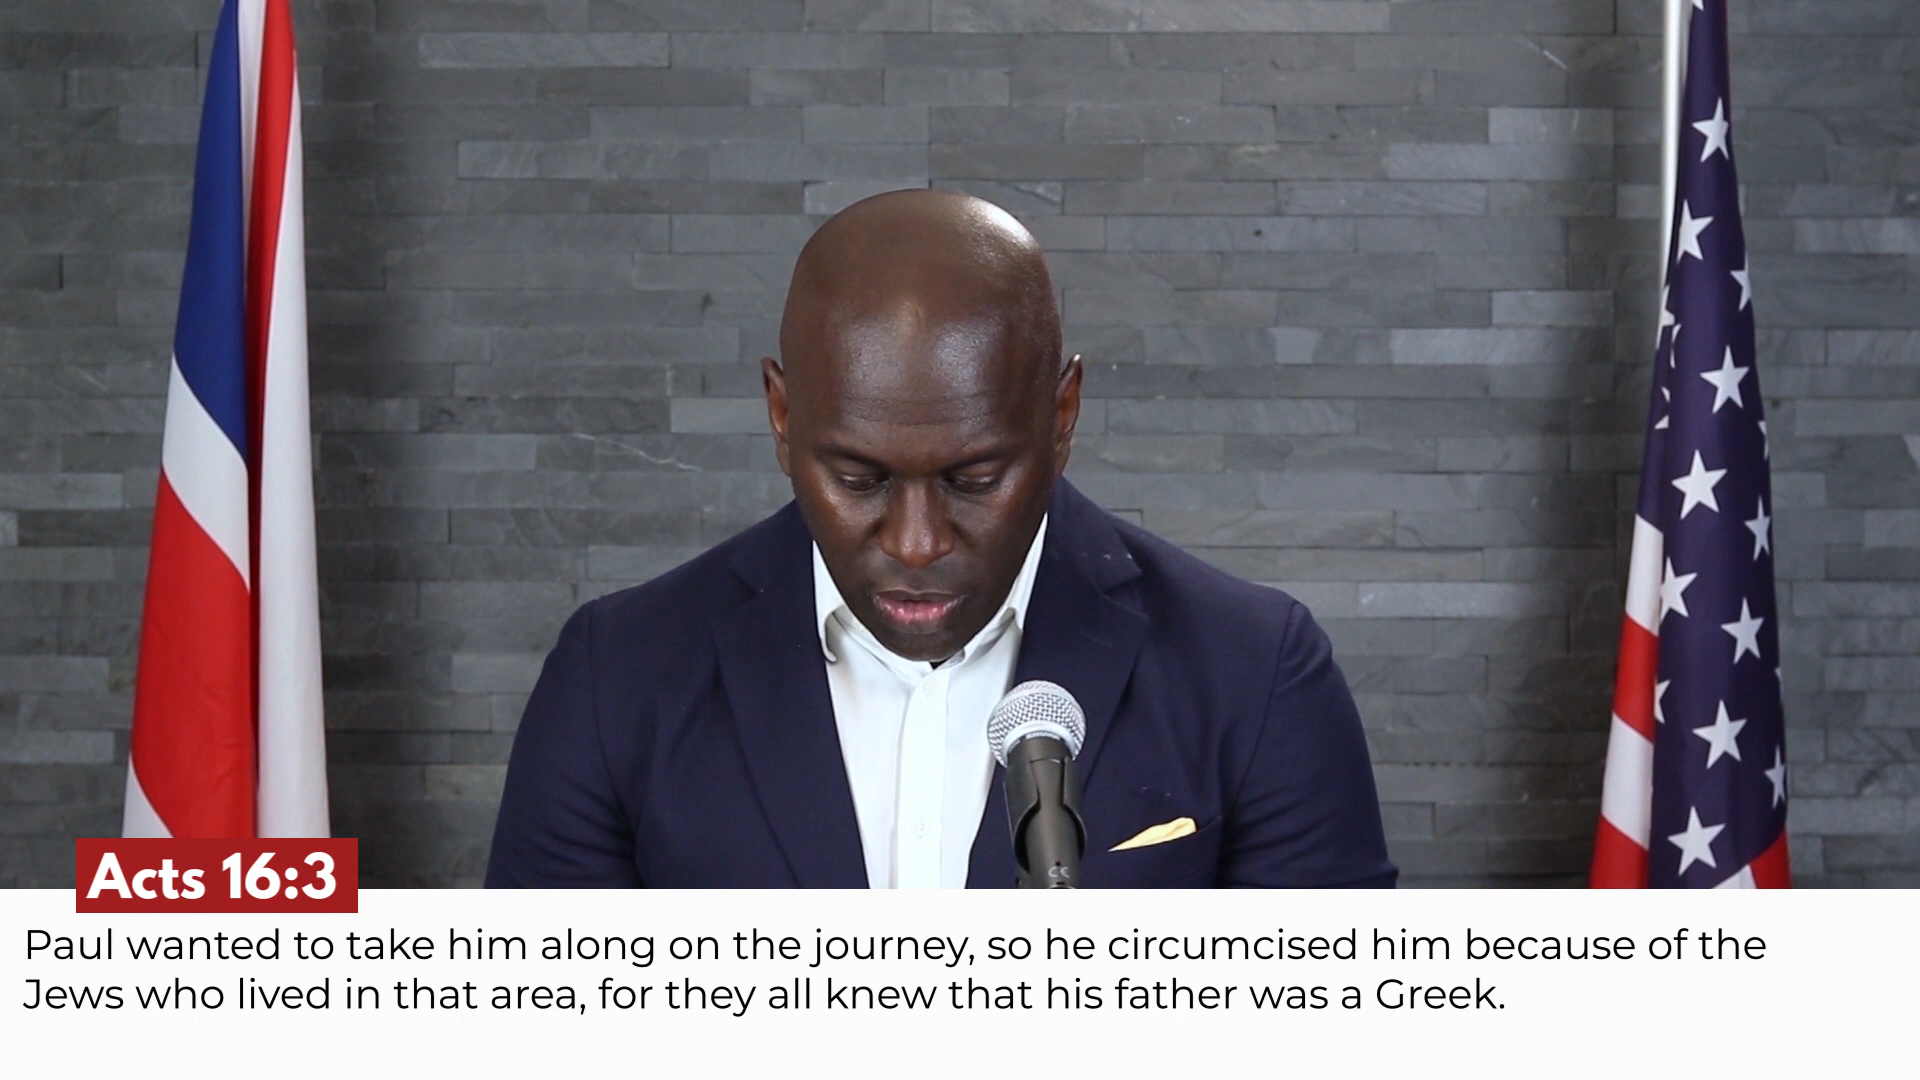 CE
Acts 16:3
Paul wanted to take him along on the journey, so he circumcised him because of the
Jews who lived in that area, for they all knew that his father was a Greek.